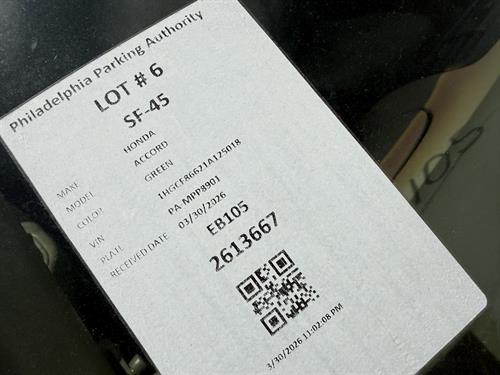 Philadelphia Parking Authority
LOT # 6
SF-45
MAKE HONDA
MODEL ACCORD
COLOR GREEN
VIN 1HGCF86621A125018
PLATE PA-MPP8901
RECEIVED DATE 03/30/2026
EB105
2613667
3/30/2026 11:02:08 PM
105